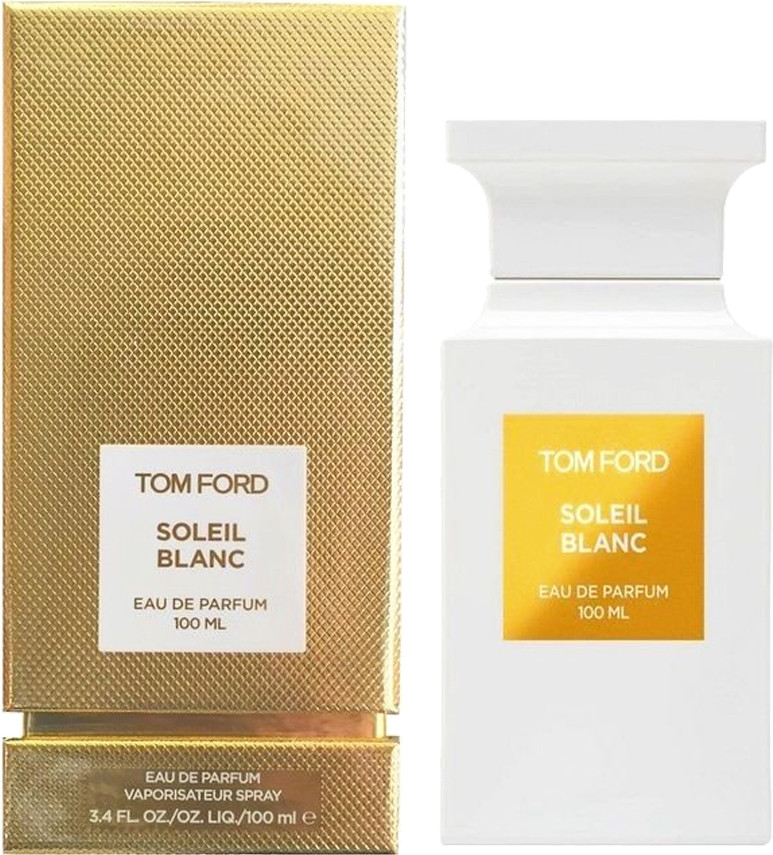 TOM FORD
SOLEIL
BLANC
EAU DE PARFUM
100 ML
EAU DE PARFUM
VAPORISATEUR SPRAY
3.4 FL. OZ./OZ. LIQ./100 ml ℮
TOM FORD
SOLEIL
BLANC
EAU DE PARFUM
100 ML